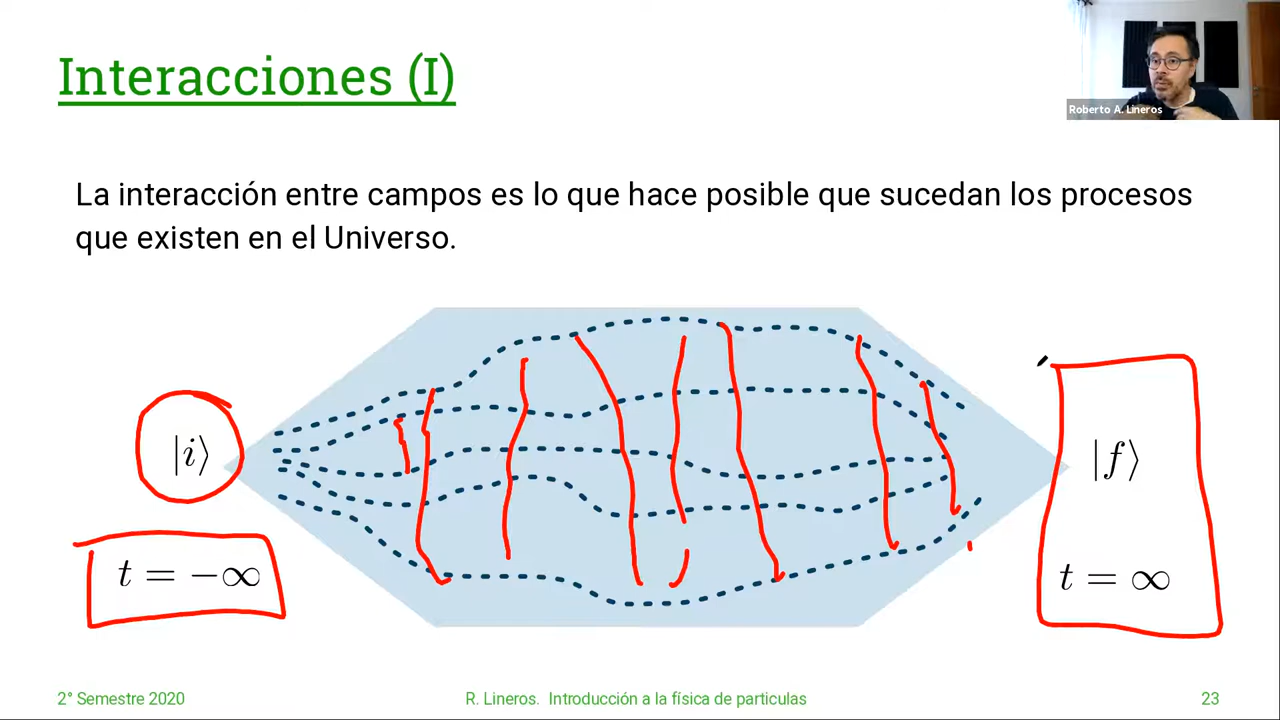 Interacciones (I)
Roberto A. Lineros
La interacción entre campos es lo que hace posible que sucedan los procesos
que existen en el Universo.
|i⟩
|f⟩
t = −∞
t = ∞
2° Semestre 2020
R. Lineros. Introducción a la física de particulas
23